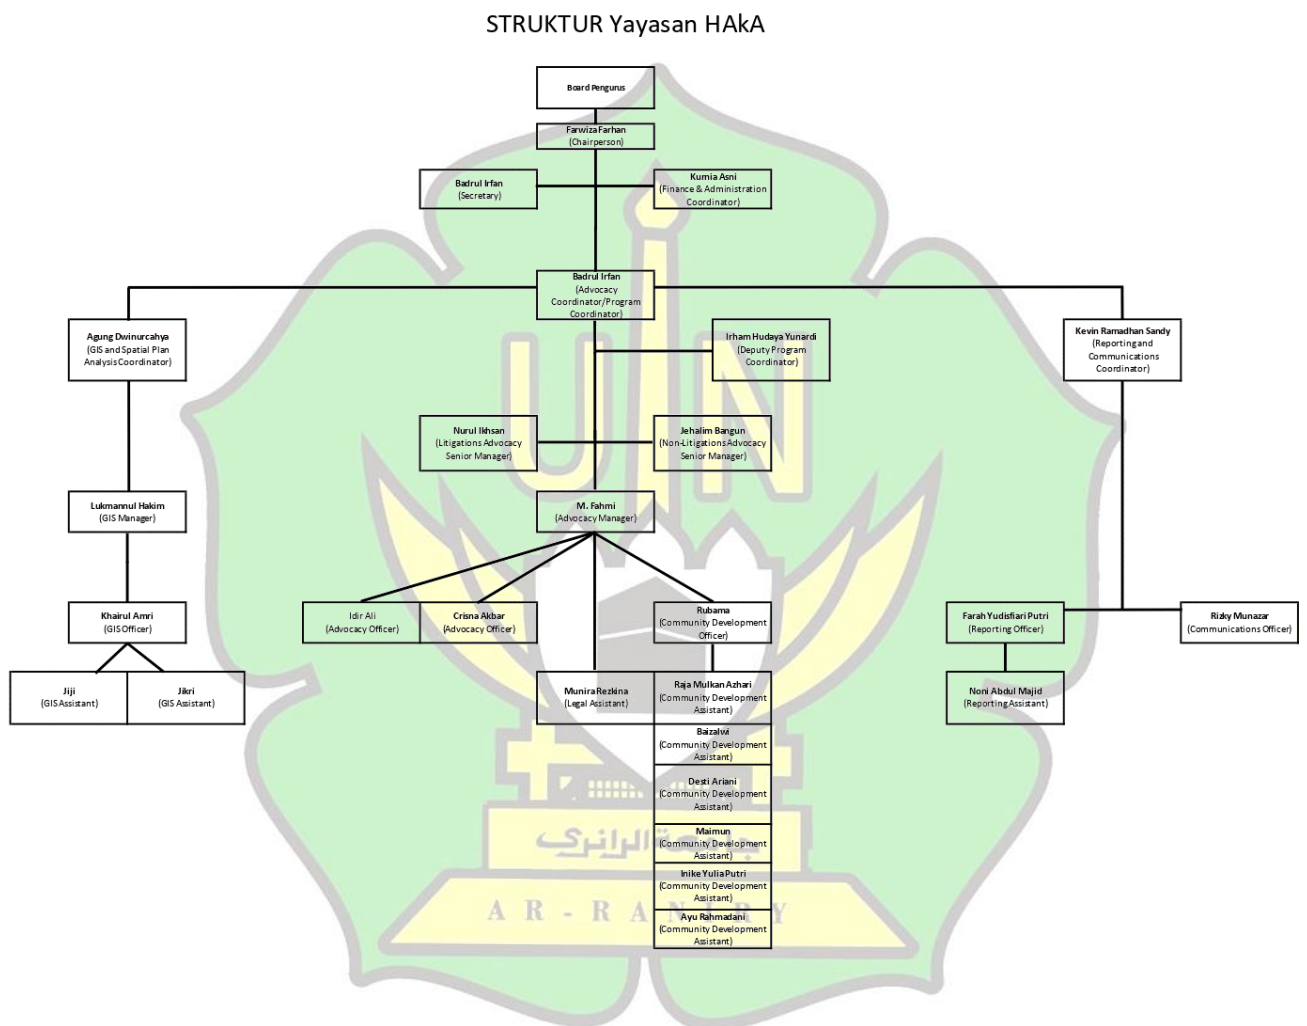 STRUKTUR Yayasan HAkA
Board Pengurus
Farwiza Farhan
(Chairperson)
Badrul Irfan
(Secretary)
Kurnia Asni
(Finance & Administration
Coordinator)
Badrul Irfan
(Advocacy
Coordinator/Program
Coordinator)
Agung Dwinurcahya
(GIS and Spatial Plan
Analysis Coordinator)
Irham Hudaya Yunardi
(Deputy Program
Coordinator)
Kevin Ramadhan Sandy
(Reporting and
Communications
Coordinator)
UIN
Nurul Ikhsan
(Litigations Advocacy
Senior Manager)
Jehalim Bangun
(Non-Litigations Advocacy
Senior Manager)
Lukmannul Hakim
(GIS Manager)
M. Fahmi
(Advocacy Manager)
Khairul Amri
(GIS Officer)
Idir Ali
(Advocacy Officer)
Crisna Akbar
(Advocacy Officer)
Rubama
(Community Development
Officer)
Farah Yudisfiari Putri
(Reporting Officer)
Rizky Munazar
(Communications Officer)
Jiji
(GIS Assistant)
Jikri
(GIS Assistant)
Munira Rezkina
(Legal Assistant)
Raja Mulkan Azhari
(Community Development
Assistant)
Noni Abdul Majid
(Reporting Assistant)
Baizalwi
(Community Development
Assistant)
Desti Ariani
(Community Development
Assistant)
Maimun
(Community Development
Assistant)
جامعة الرانري
Inike Yulia Putri
(Community Development
Assistant)
AR-RANIRY
Ayu Rahmadani
(Community Development
Assistant)